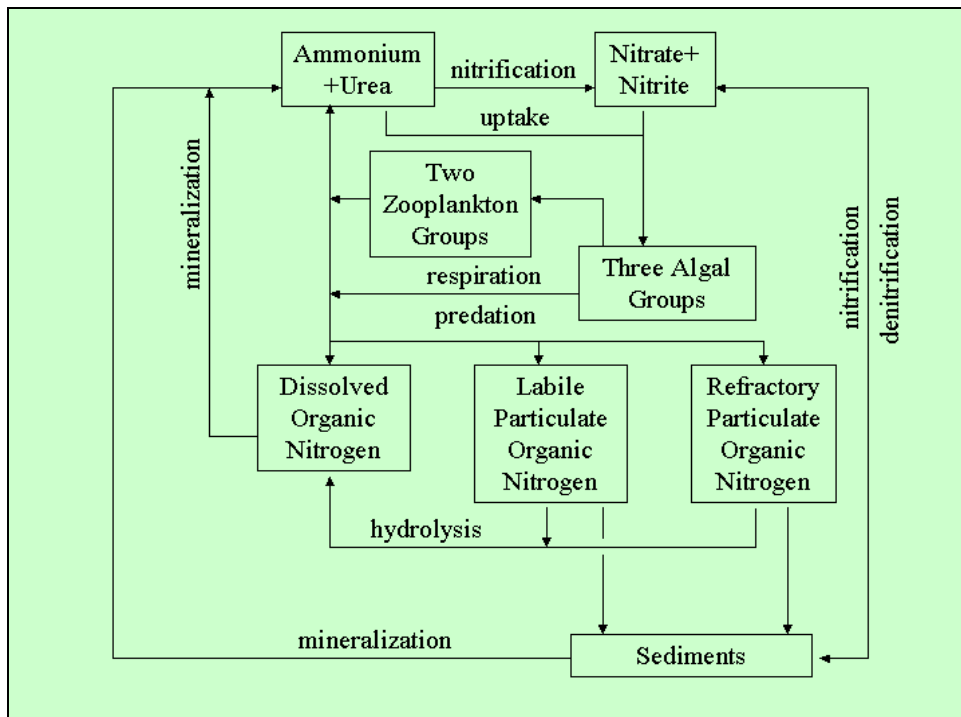 Ammonium
+Urea
nitrification
Nitrate+
Nitrite
uptake
mineralization
Two
Zooplankton
Groups
nitrification
denitrification
Three Algal
Groups
respiration
predation
Dissolved
Organic
Nitrogen
Labile
Particulate
Organic
Nitrogen
Refractory
Particulate
Organic
Nitrogen
hydrolysis
mineralization
Sediments